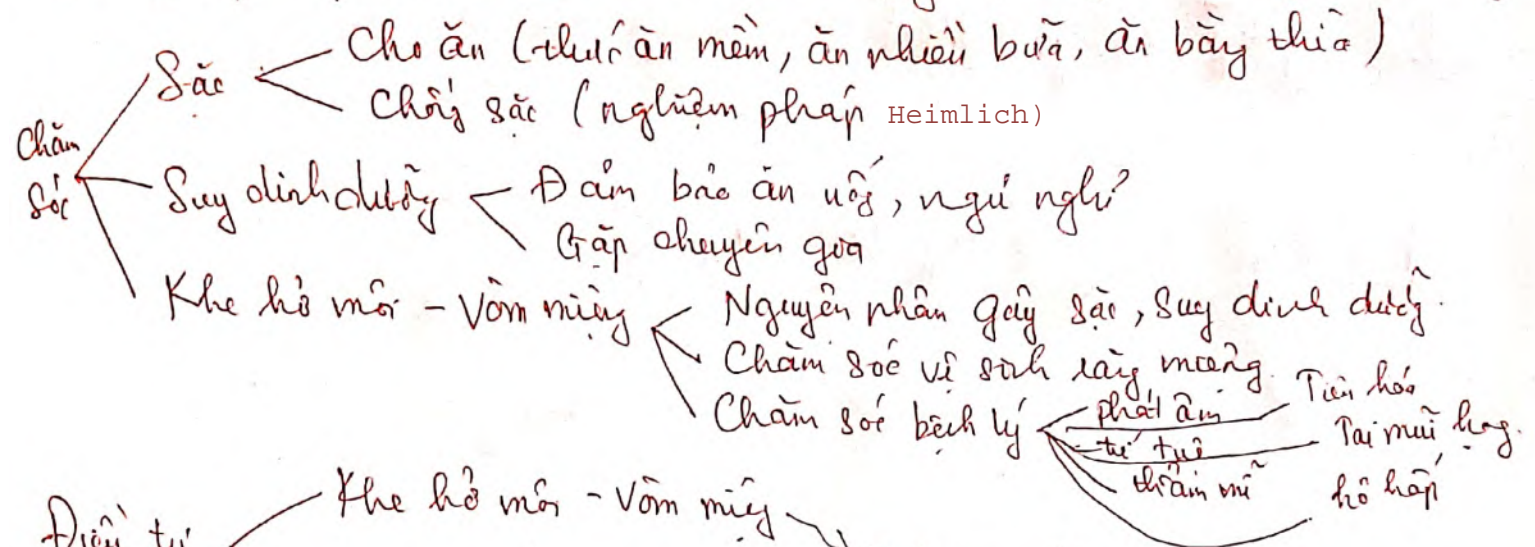 Sặc
Cho ăn (thức ăn mềm, ăn nhiều bữa, ăn bằng thìa)
Chống sặc (nghiệm pháp Heimlich)
Chăm
Sóc
Suy dinh dưỡng
Đảm bảo ăn uống, ngủ nghỉ
Gặp chuyên gia
Khe hở môi - Vòm miệng
Nguyên nhân gây sặc, suy dinh dưỡng.
Chăm sóc vệ sinh răng miệng.
Chăm sóc bệnh lý
phát âm
Tiêu hóa
trí tuệ
Tai mũi họng.
thẩm mĩ
hô hấp
Khe hở môi - Vòm miệng
Điều trị